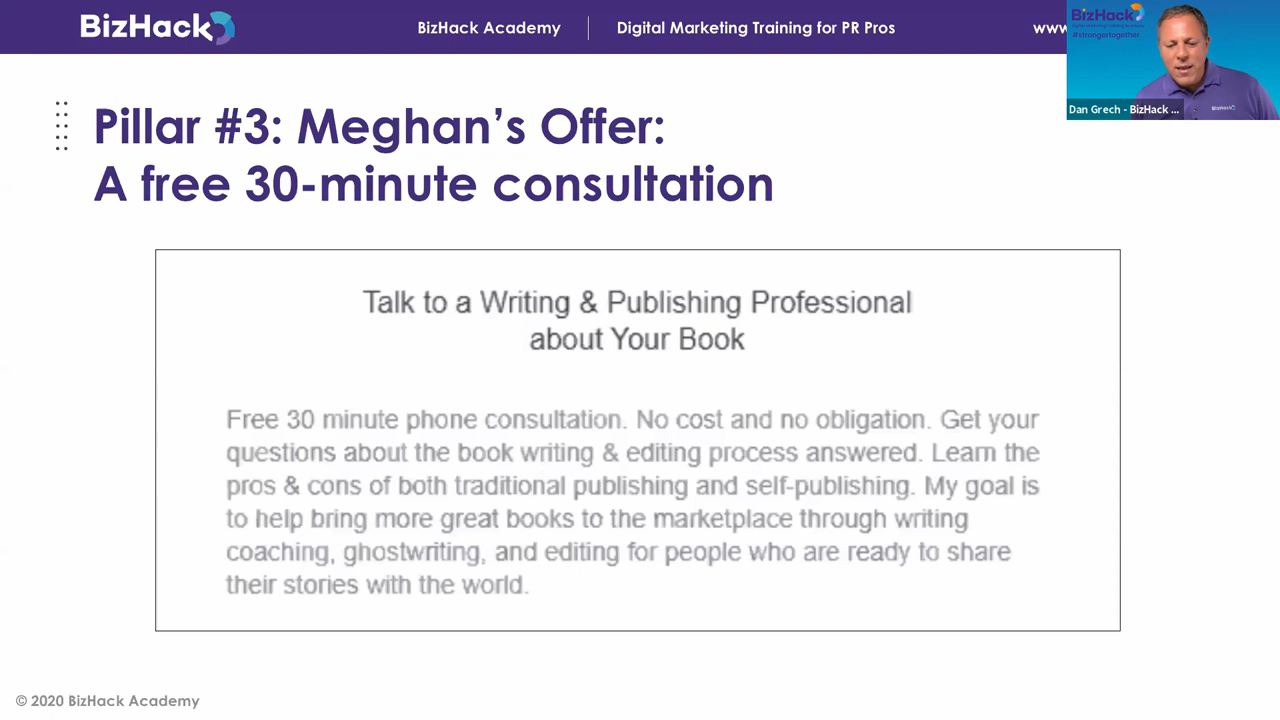 BizHack
BizHack Academy
Digital Marketing Training for PR Pros
www
BizHack
#strongertogether
Dan Grech - BizHack ...
Pillar #3: Meghan’s Offer:
A free 30-minute consultation
Talk to a Writing & Publishing Professional
about Your Book
Free 30 minute phone consultation. No cost and no obligation. Get your
questions about the book writing & editing process answered. Learn the
pros & cons of both traditional publishing and self-publishing. My goal is
to help bring more great books to the marketplace through writing
coaching, ghostwriting, and editing for people who are ready to share
their stories with the world.
© 2020 BizHack Academy